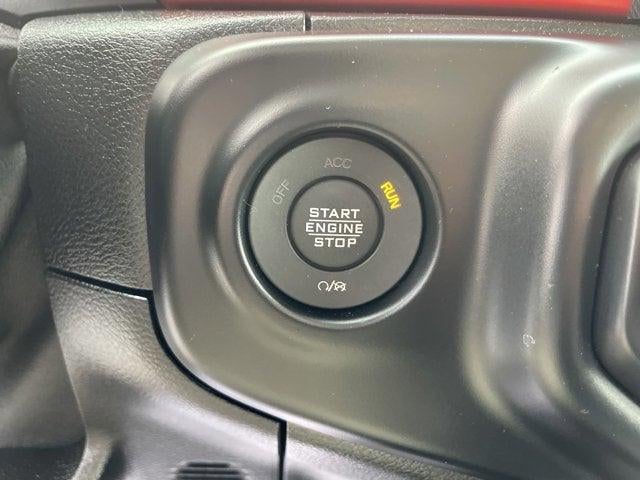 ACC
OFF
RUN
START
ENGINE
STOP